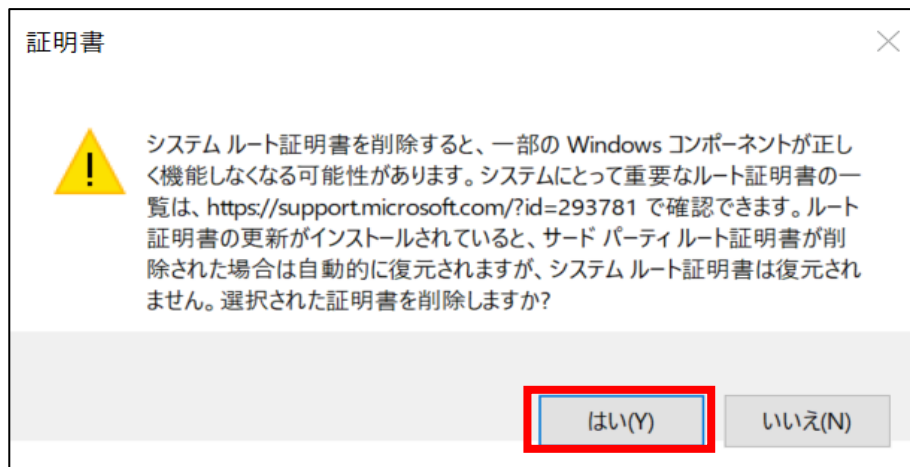 証明書
システム ルート証明書を削除すると、一部の Windows コンポーネントが正し
く機能しなくなる可能性があります。システムにとって重要なルート証明書の一
覧は、https://support.microsoft.com/?id=293781 で確認できます。ルート
証明書の更新がインストールされていると、サード パーティ ルート証明書が削
除された場合は自動的に復元されますが、システム ルート証明書は復元され
ません。選択された証明書を削除しますか?
はい(Y) いいえ(N)